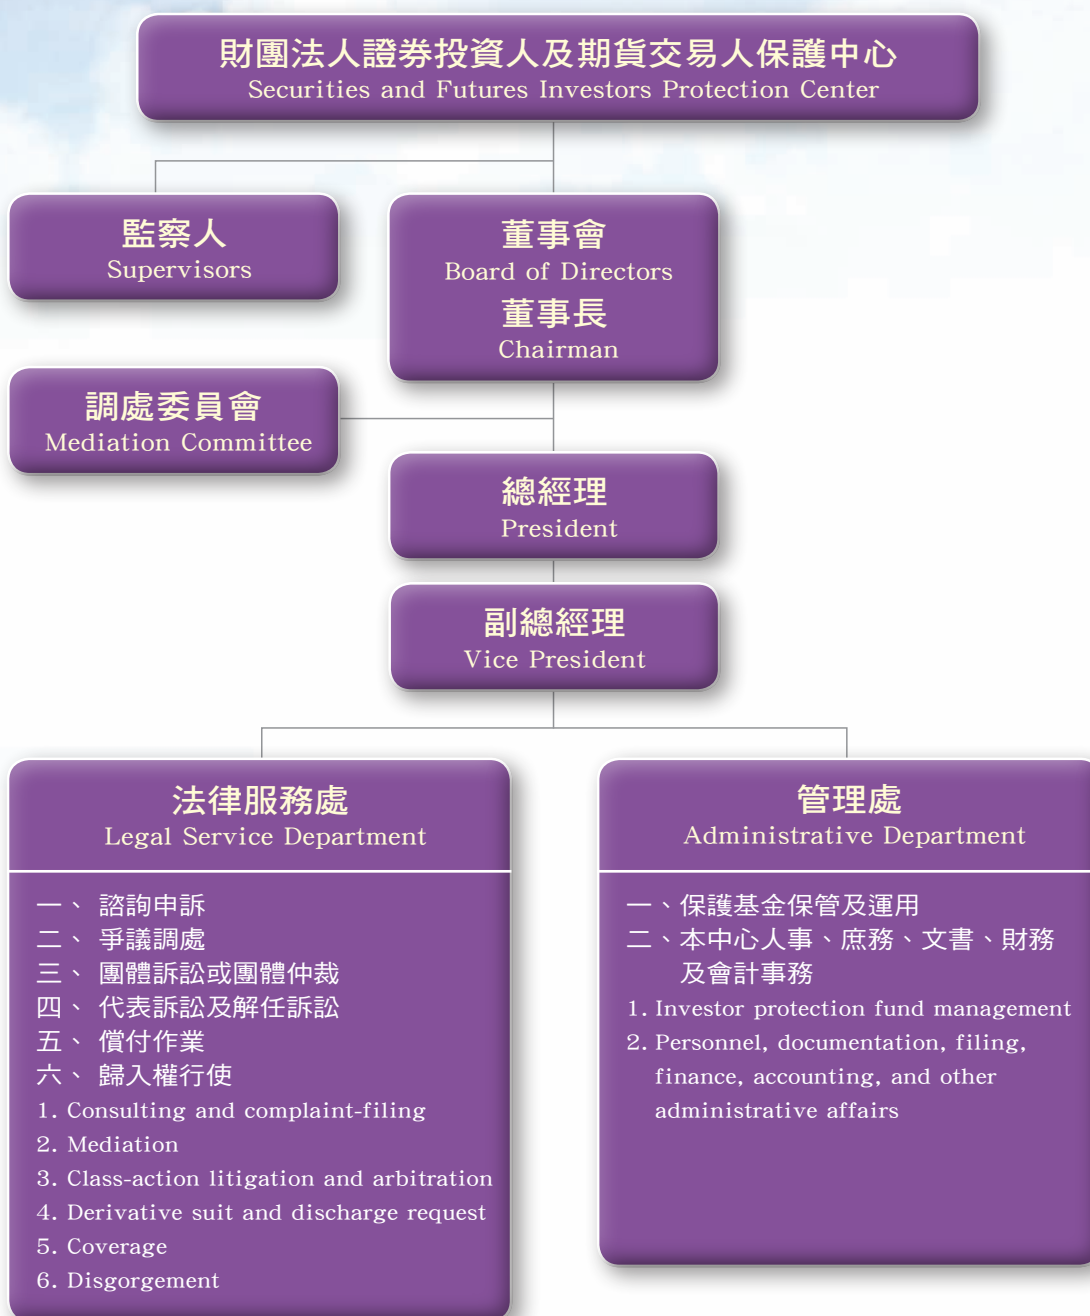 財團法人證券投資人及期貨交易人保護中心
Securities and Futures Investors Protection Center
監察人
Supervisors
董事會
Board of Directors
董事長
Chairman
調處委員會
Mediation Committee
總經理
President
副總經理
Vice President
法律服務處
Legal Service Department
一、 諮詢申訴
二、 爭議調處
三、 團體訴訟或團體仲裁
四、 代表訴訟及解任訴訟
五、 償付作業
六、 歸入權行使
1. Consulting and complaint-filing
2. Mediation
3. Class-action litigation and arbitration
4. Derivative suit and discharge request
5. Coverage
6. Disgorgement
管理處
Administrative Department
一、保護基金保管及運用
二、本中心人事、庶務、文書、財務
及會計事務
1. Investor protection fund management
2. Personnel, documentation, filing,
finance, accounting, and other
administrative affairs